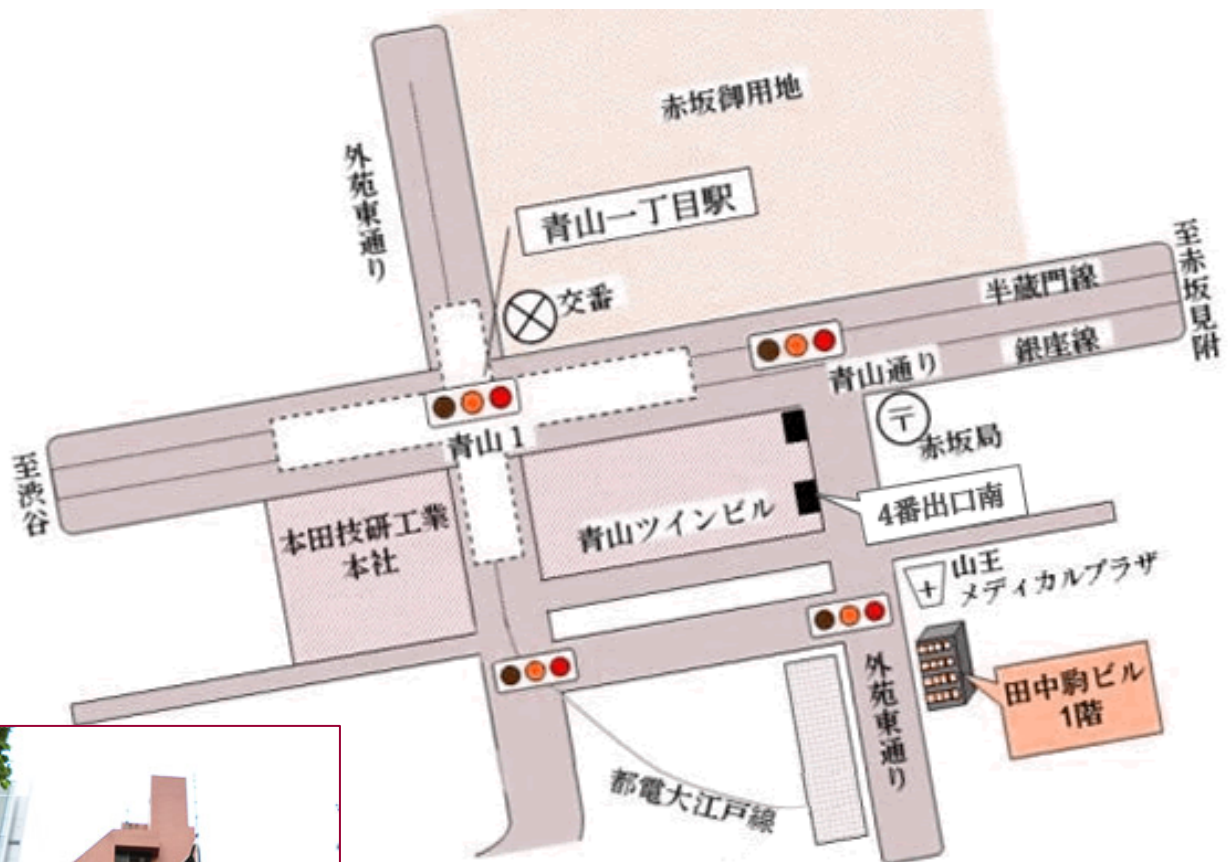 赤坂御用地
外苑東通り
青山一丁目駅
交番
至赤坂見附
半蔵門線
銀座線
青山通り
青山1
至渋谷
〒
赤坂局
本田技研工業
本社
青山ツインビル
4番出口南
山王
メディカルプラザ
外苑東通り
田中駒ビル
1階
都電大江戸線